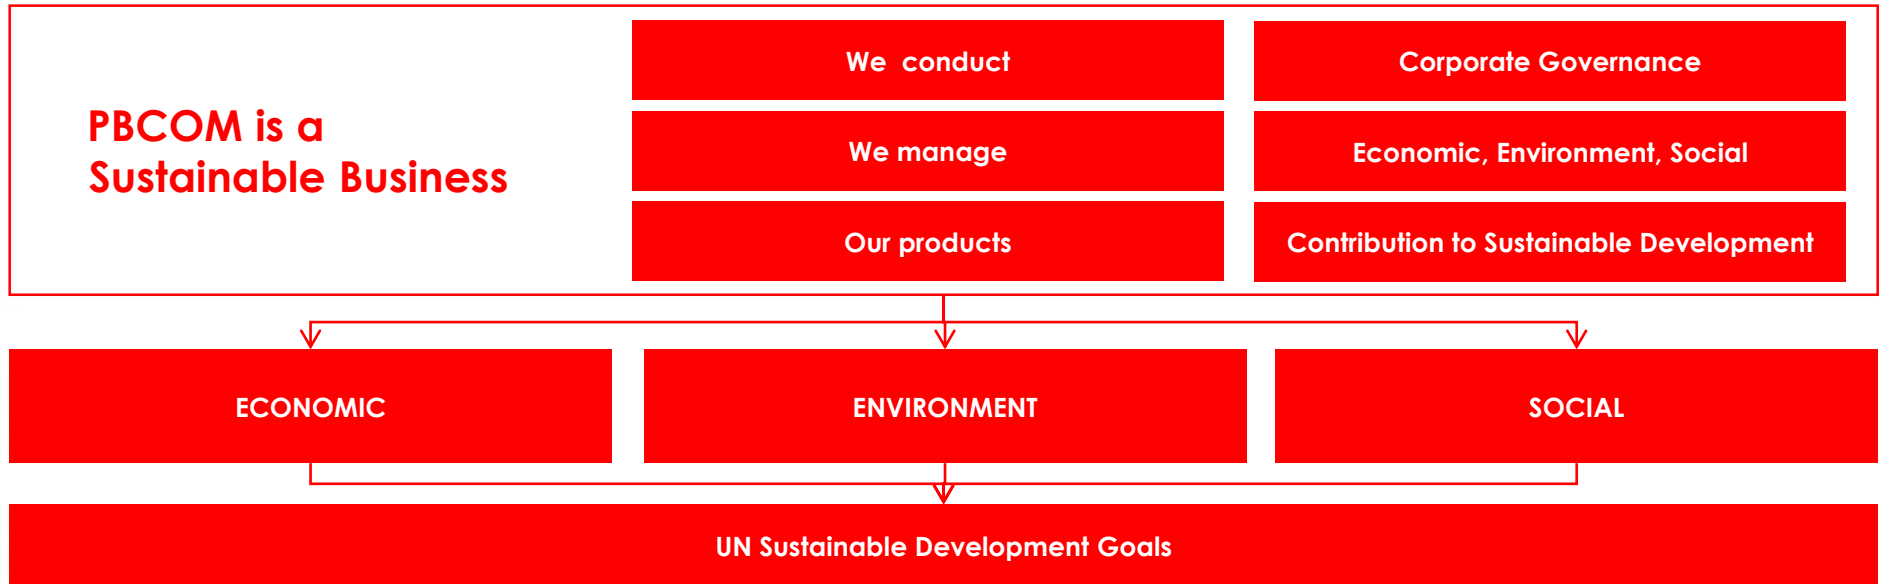 PBCOM is a
Sustainable Business
We conduct
Corporate Governance
We manage
Economic, Environment, Social
Our products
Contribution to Sustainable Development
ECONOMIC
ENVIRONMENT
SOCIAL
UN Sustainable Development Goals